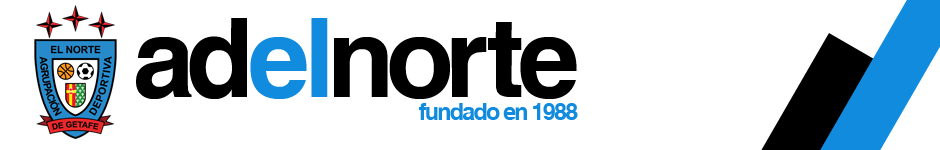 EL NORTE
AGRUPACIÓN
DEPORTIVA
DE GETAFE
adelnorte
fundado en 1988